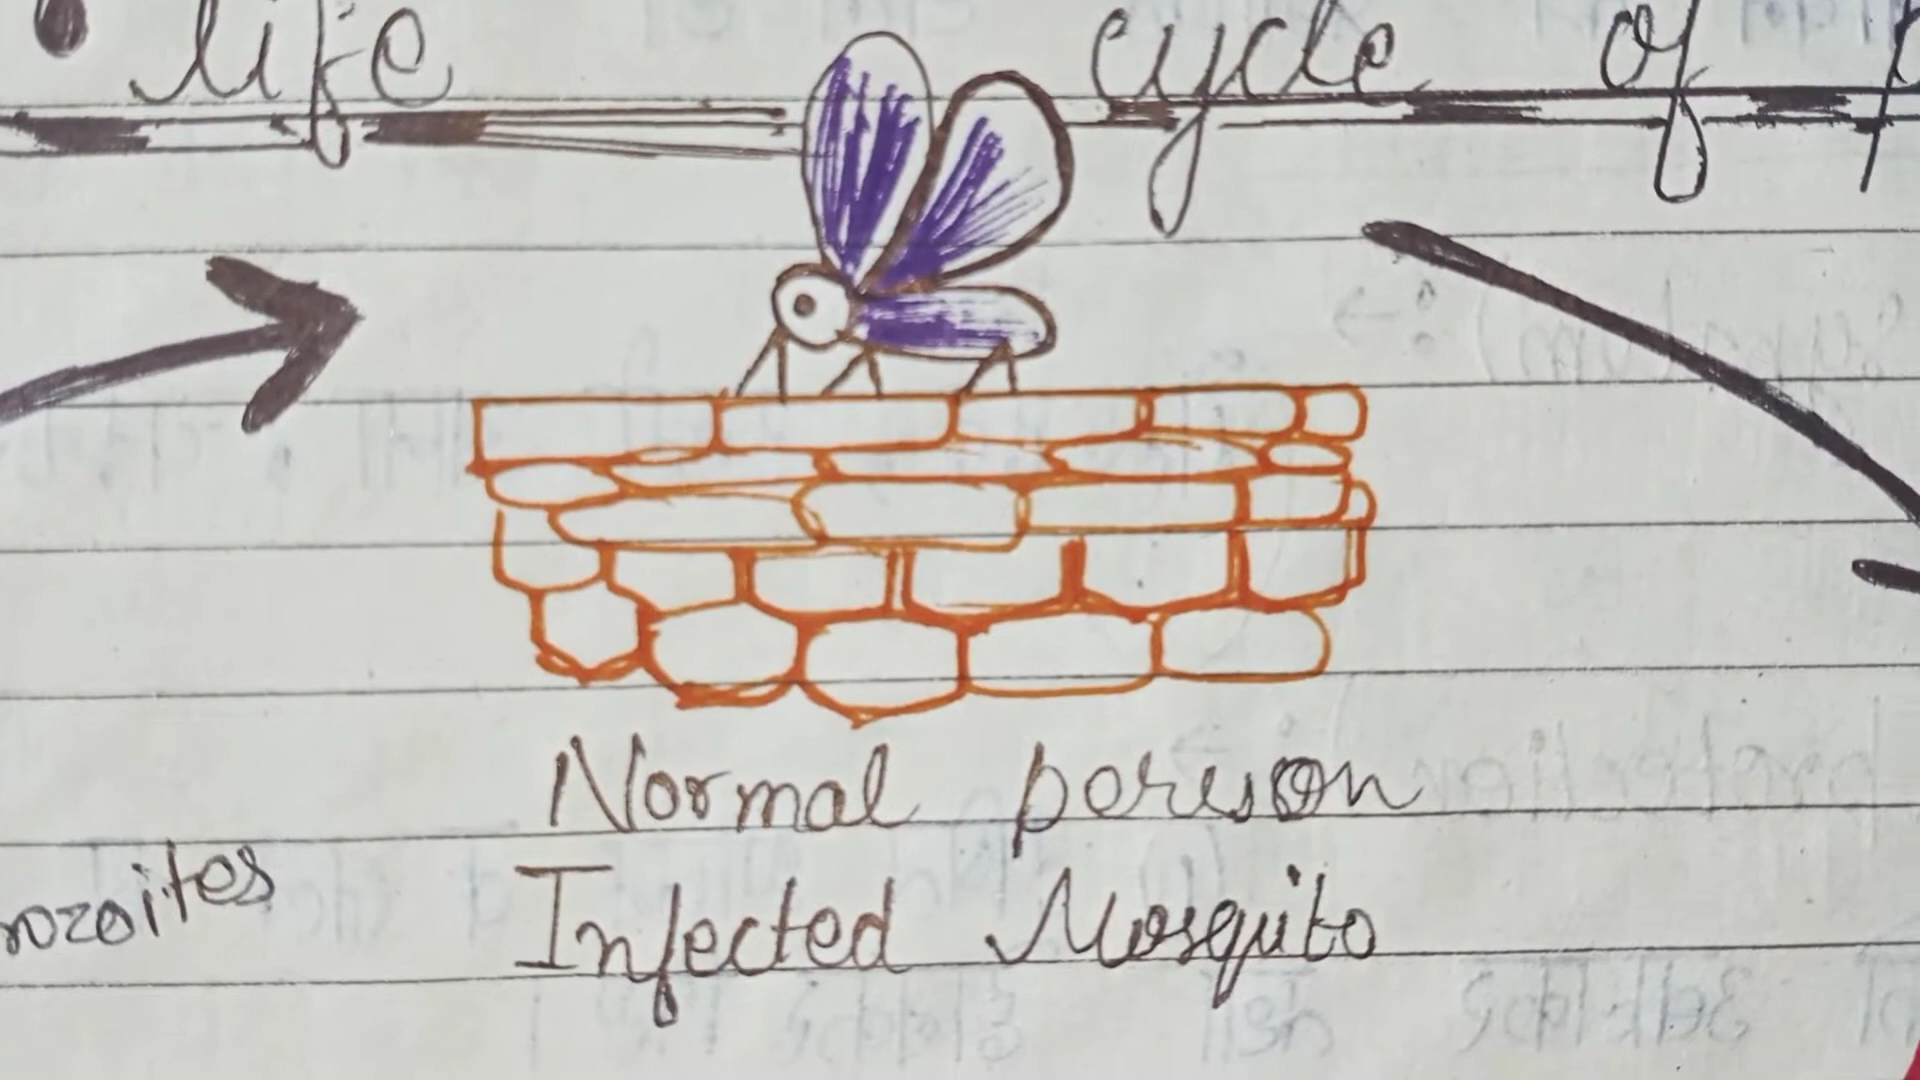 life cycle of
Normal person
rozoites
Infected Mosquito